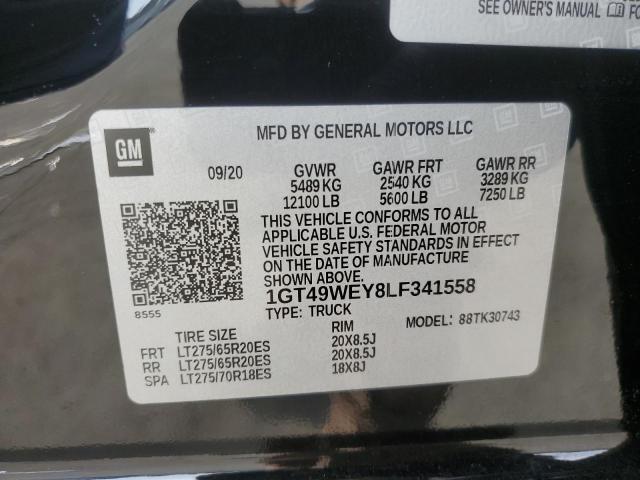 SEE OWNER'S MANUAL
GM
MFD BY GENERAL MOTORS LLC
09/20
GVWR GAWR FRT GAWR RR
5489 KG 2540 KG 3289 KG
12100 LB 5600 LB 7250 LB
THIS VEHICLE CONFORMS TO ALL
APPLICABLE U.S. FEDERAL MOTOR
VEHICLE SAFETY STANDARDS IN EFFECT
ON THE DATE OF MANUFACTURE
SHOWN ABOVE.
1GT49WEY8LF341558
8555
TYPE: TRUCK MODEL: 88TK30743
TIRE SIZE RIM
FRT LT275/65R20ES 20X8.5J
RR LT275/65R20ES 20X8.5J
SPA LT275/70R18ES 18X8J